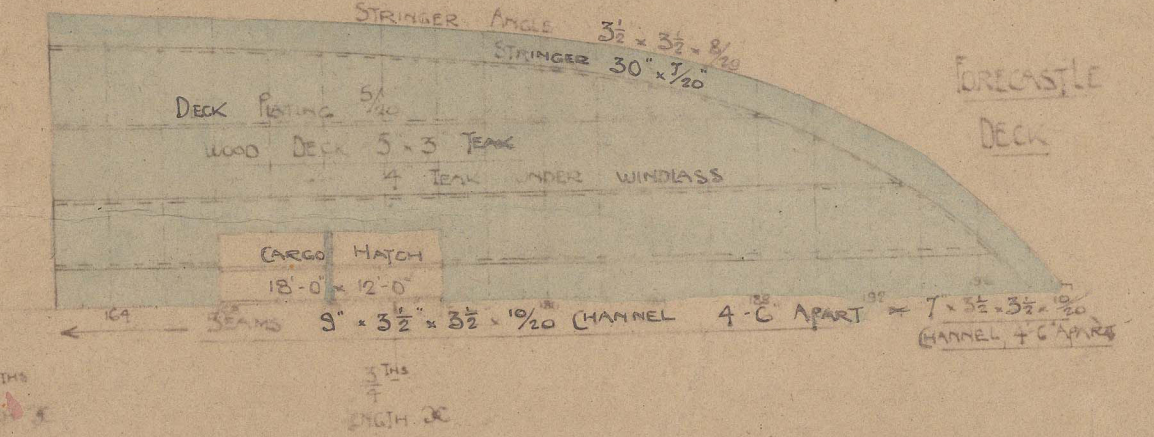 STRINGER ANGLE 3½ × 3½ × 8/20
STRINGER 30" × 7/20"
FORECASTLE
DECK
DECK PLATING 5/20
WOOD DECK 5 × 3 TEAK
4 TEAK UNDER WINDLASS
CARGO HATCH
18'-0" × 12'-0"
164
188
192
BEAMS 9" × 3½" × 3½ × 10/20 CHANNEL 4-6 APART
7 × 3½ × 3½ × 10/20
CHANNEL 4'6" APART
THS
3/4 THS